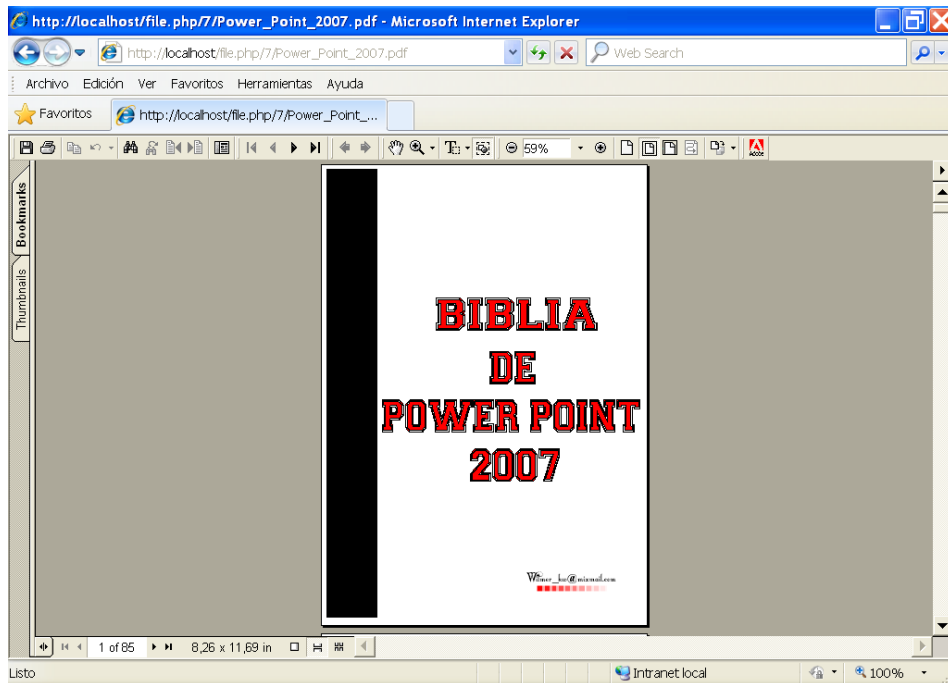 http://localhost/file.php/7/Power_Point_2007.pdf - Microsoft Internet Explorer
http://localhost/file.php/7/Power_Point_2007.pdf
Web Search
Archivo Edición Ver Favoritos Herramientas Ayuda
Favoritos
http://localhost/file.php/7/Power_Point_...
59%
Adobe
Bookmarks
Thumbnails
BIBLIA
DE
POWER POINT
2007
1 of 85
8,26 x 11,69 in
Listo
Intranet local
100%